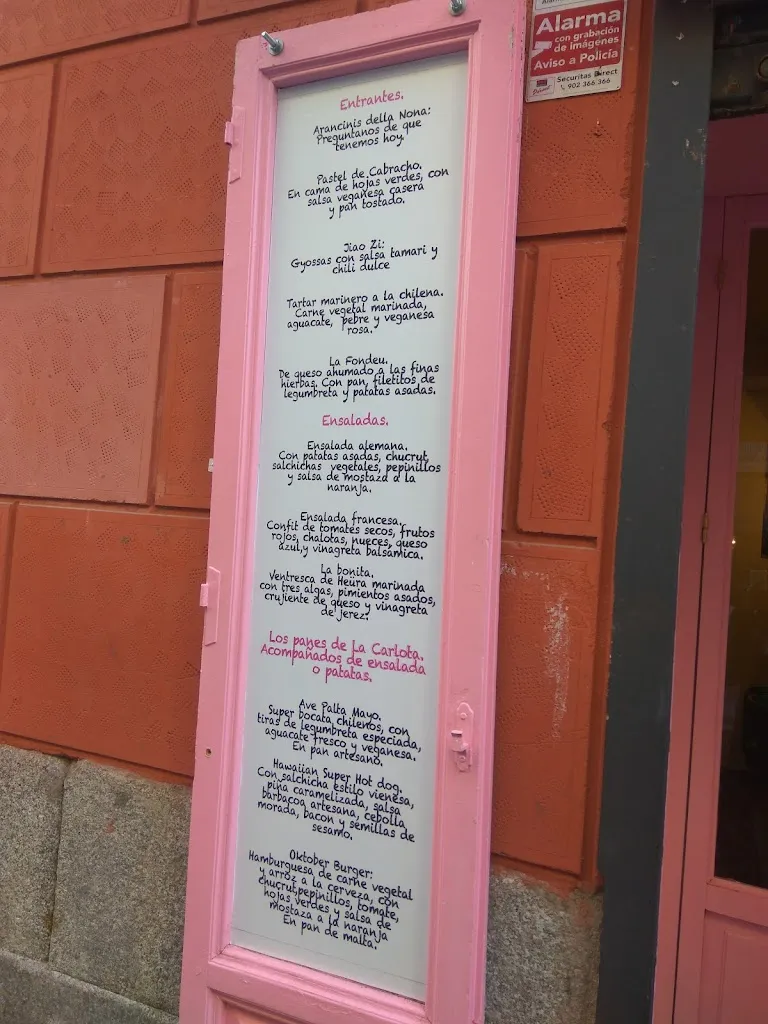 Alarma
con grabación
de imágenes
Aviso a Policía
Securitas Direct
902 366 366
Entrantes.
Arancinis della Nona:
Preguntanos de que
tenemos hoy.
Pastel de Cabracho.
En cama de hojas verdes, con
salsa veganesa casera
y pan tostado.
Jiao Zi:
Gyossas con salsa tamari y
chili dulce
Tartar marinero a la chilena.
Carne vegetal marinada,
aguacate, pebre y veganesa
rosa.
La Fondeu.
De queso ahumado a las finas
hierbas. Con pan, filetitos de
legumbreta y patatas asadas.
Ensaladas.
Ensalada alemana.
Con patatas asadas, chucrut,
salchichas vegetales, pepinillos
y salsa de mostaza a la
naranja.
Ensalada francesa.
Confit de tomates secos, frutos
rojos, chalotas, nueces, queso
azul,y vinagreta balsámica.
La bonita.
Ventresca de Heüra marinada
con tres algas, pimientos asados,
crujiente de queso y vinagreta
de jerez.
Los panes de La Carlota.
Acompañados de ensalada
o patatas.
Ave Palta Mayo.
Super bocata chilenos, con
tiras de legumbreta especiada,
aguacate fresco y veganesa.
En pan artesano.
Hawaiian Super Hot dog.
Con salchicha estilo vienesa,
piña caramelizada, salsa
barbacoa artesana, cebolla
morada, bacon y semillas de
sesamo.
Oktober Burger:
Hamburguesa de carne vegetal
y arroz a la cerveza, con
chucrut,pepinillos, tomate,
hojas verdes y salsa de
mostaza a la naranja
En pan de malta.